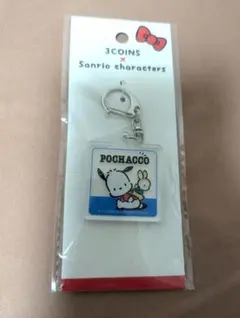 3COINS
×
Sanrio characters
POCHACCO